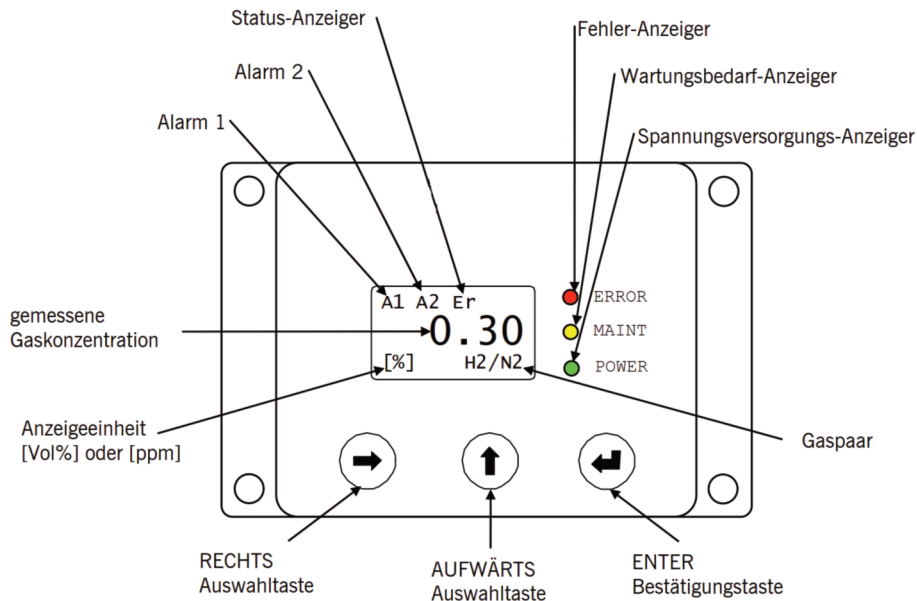 Status-Anzeiger
Fehler-Anzeiger
Alarm 2
Wartungsbedarf-Anzeiger
Alarm 1
Spannungsversorgungs-Anzeiger
A1 A2 Er
ERROR
gemessene
Gaskonzentration
0.30
MAINT
[%] H2/N2
POWER
Anzeigeeinheit
[Vol%] oder [ppm]
Gaspaar
RECHTS
Auswahltaste
AUFWÄRTS
Auswahltaste
ENTER
Bestätigungstaste